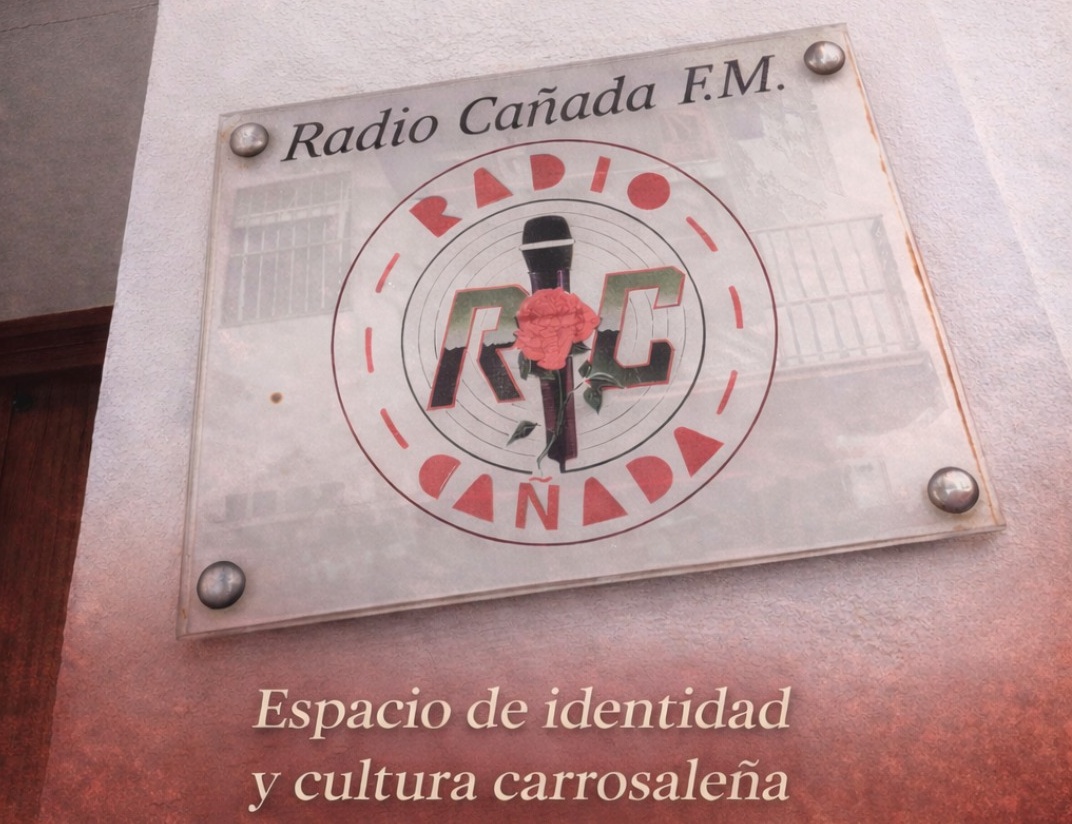 Radio Cañada F.M.
RADIO
RC
CAÑADA
Espacio de identidad
y cultura carrosaleña